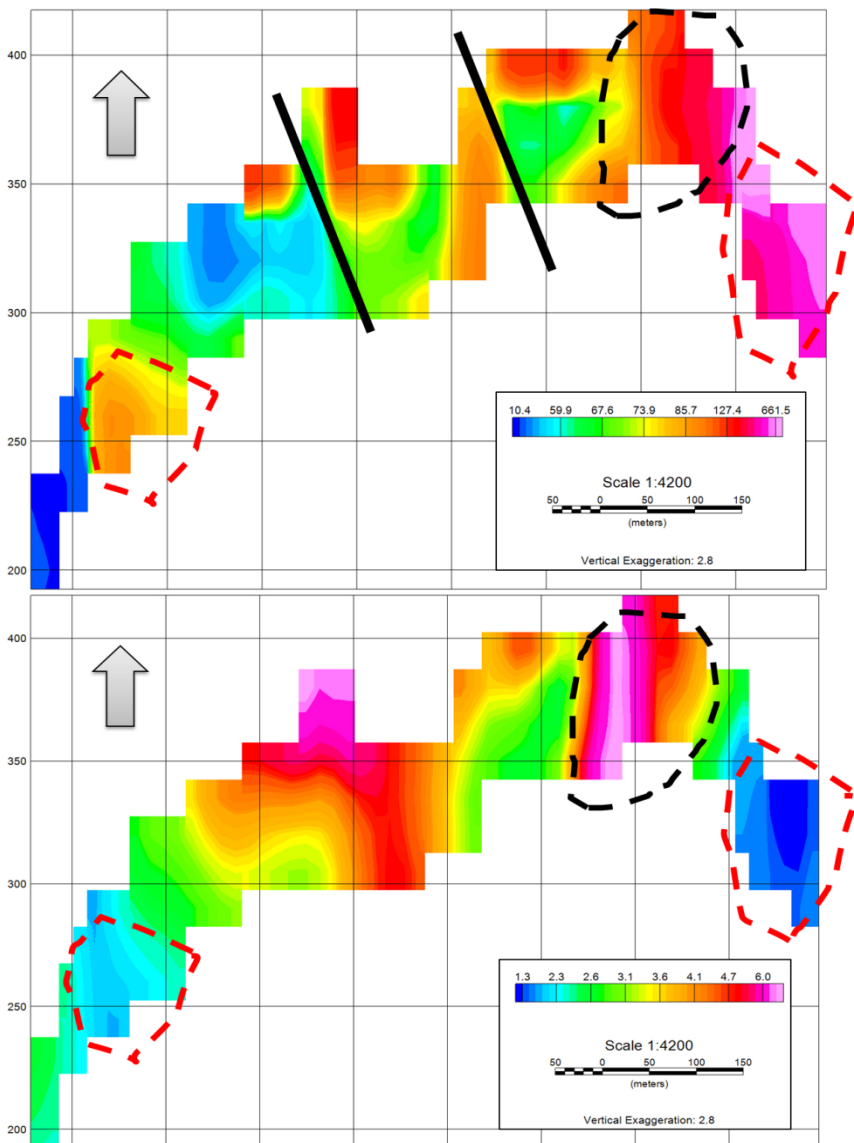 400
350
300
250
200
10.4 59.9 67.6 73.9 85.7 127.4 661.5
Scale 1:4200
50 0 50 100 150
(meters)
Vertical Exaggeration: 2.8
400
350
300
250
200
1.3 2.3 2.6 3.1 3.6 4.1 4.7 6.0
Scale 1:4200
50 0 50 100 150
(meters)
Vertical Exaggeration: 2.8